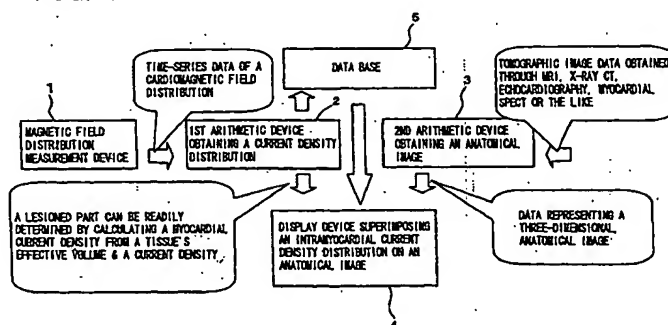 5
DATA BASE
TIME-SERIES DATA OF A
CARDIOMAGNETIC FIELD
DISTRIBUTION
TOMOGRAPHIC IMAGE DATA OBTAINED
THROUGH MRI, X-RAY CT,
ECHOCARDIOGRAPHY, MYOCARDIAL
SPECT OR THE LIKE
1
MAGNETIC FIELD
DISTRIBUTION
MEASUREMENT DEVICE
2
1ST ARITHMETIC DEVICE
OBTAINING A CURRENT DENSITY
DISTRIBUTION
3
2ND ARITHMETIC DEVICE
OBTAINING AN ANATOMICAL
IMAGE
A LESIONED PART CAN BE READILY
DETERMINED BY CALCULATING A MYOCARDIAL
CURRENT DENSITY FROM A TISSUE'S
EFFECTIVE VOLUME & A CURRENT DENSITY
DISPLAY DEVICE SUPERIMPOSING
AN INTRAMYOCARDIAL CURRENT
DENSITY DISTRIBUTION ON AN
ANATOMICAL IMAGE
DATA REPRESENTING A
THREE-DIMENSIONAL,
ANATOMICAL IMAGE
4